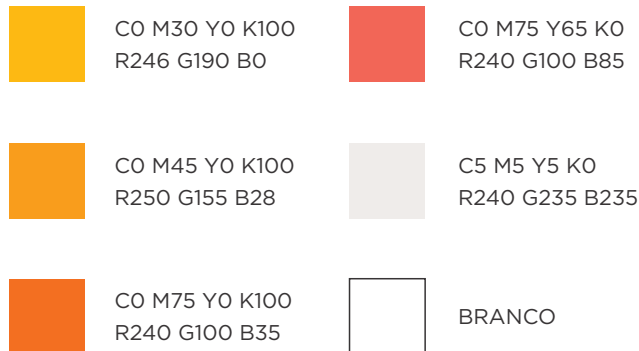 C0 M30 Y0 K100
R246 G190 B0
C0 M75 Y65 K0
R240 G100 B85
C0 M45 Y0 K100
R250 G155 B28
C5 M5 Y5 K0
R240 G235 B235
C0 M75 Y0 K100
R240 G100 B35
BRANCO